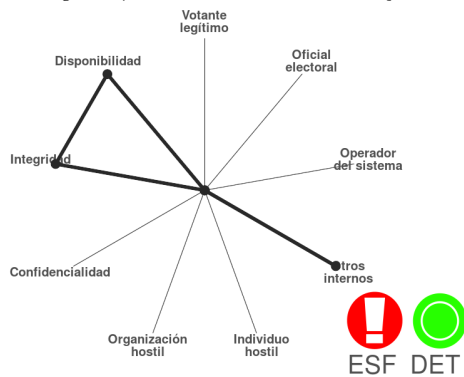 Votante
legítimo
Disponibilidad
Oficial
electoral
Integridad
Operador
del sistema
Confidencialidad
Otros
internos
Organización
hostil
Individuo
hostil
!
ESF DET